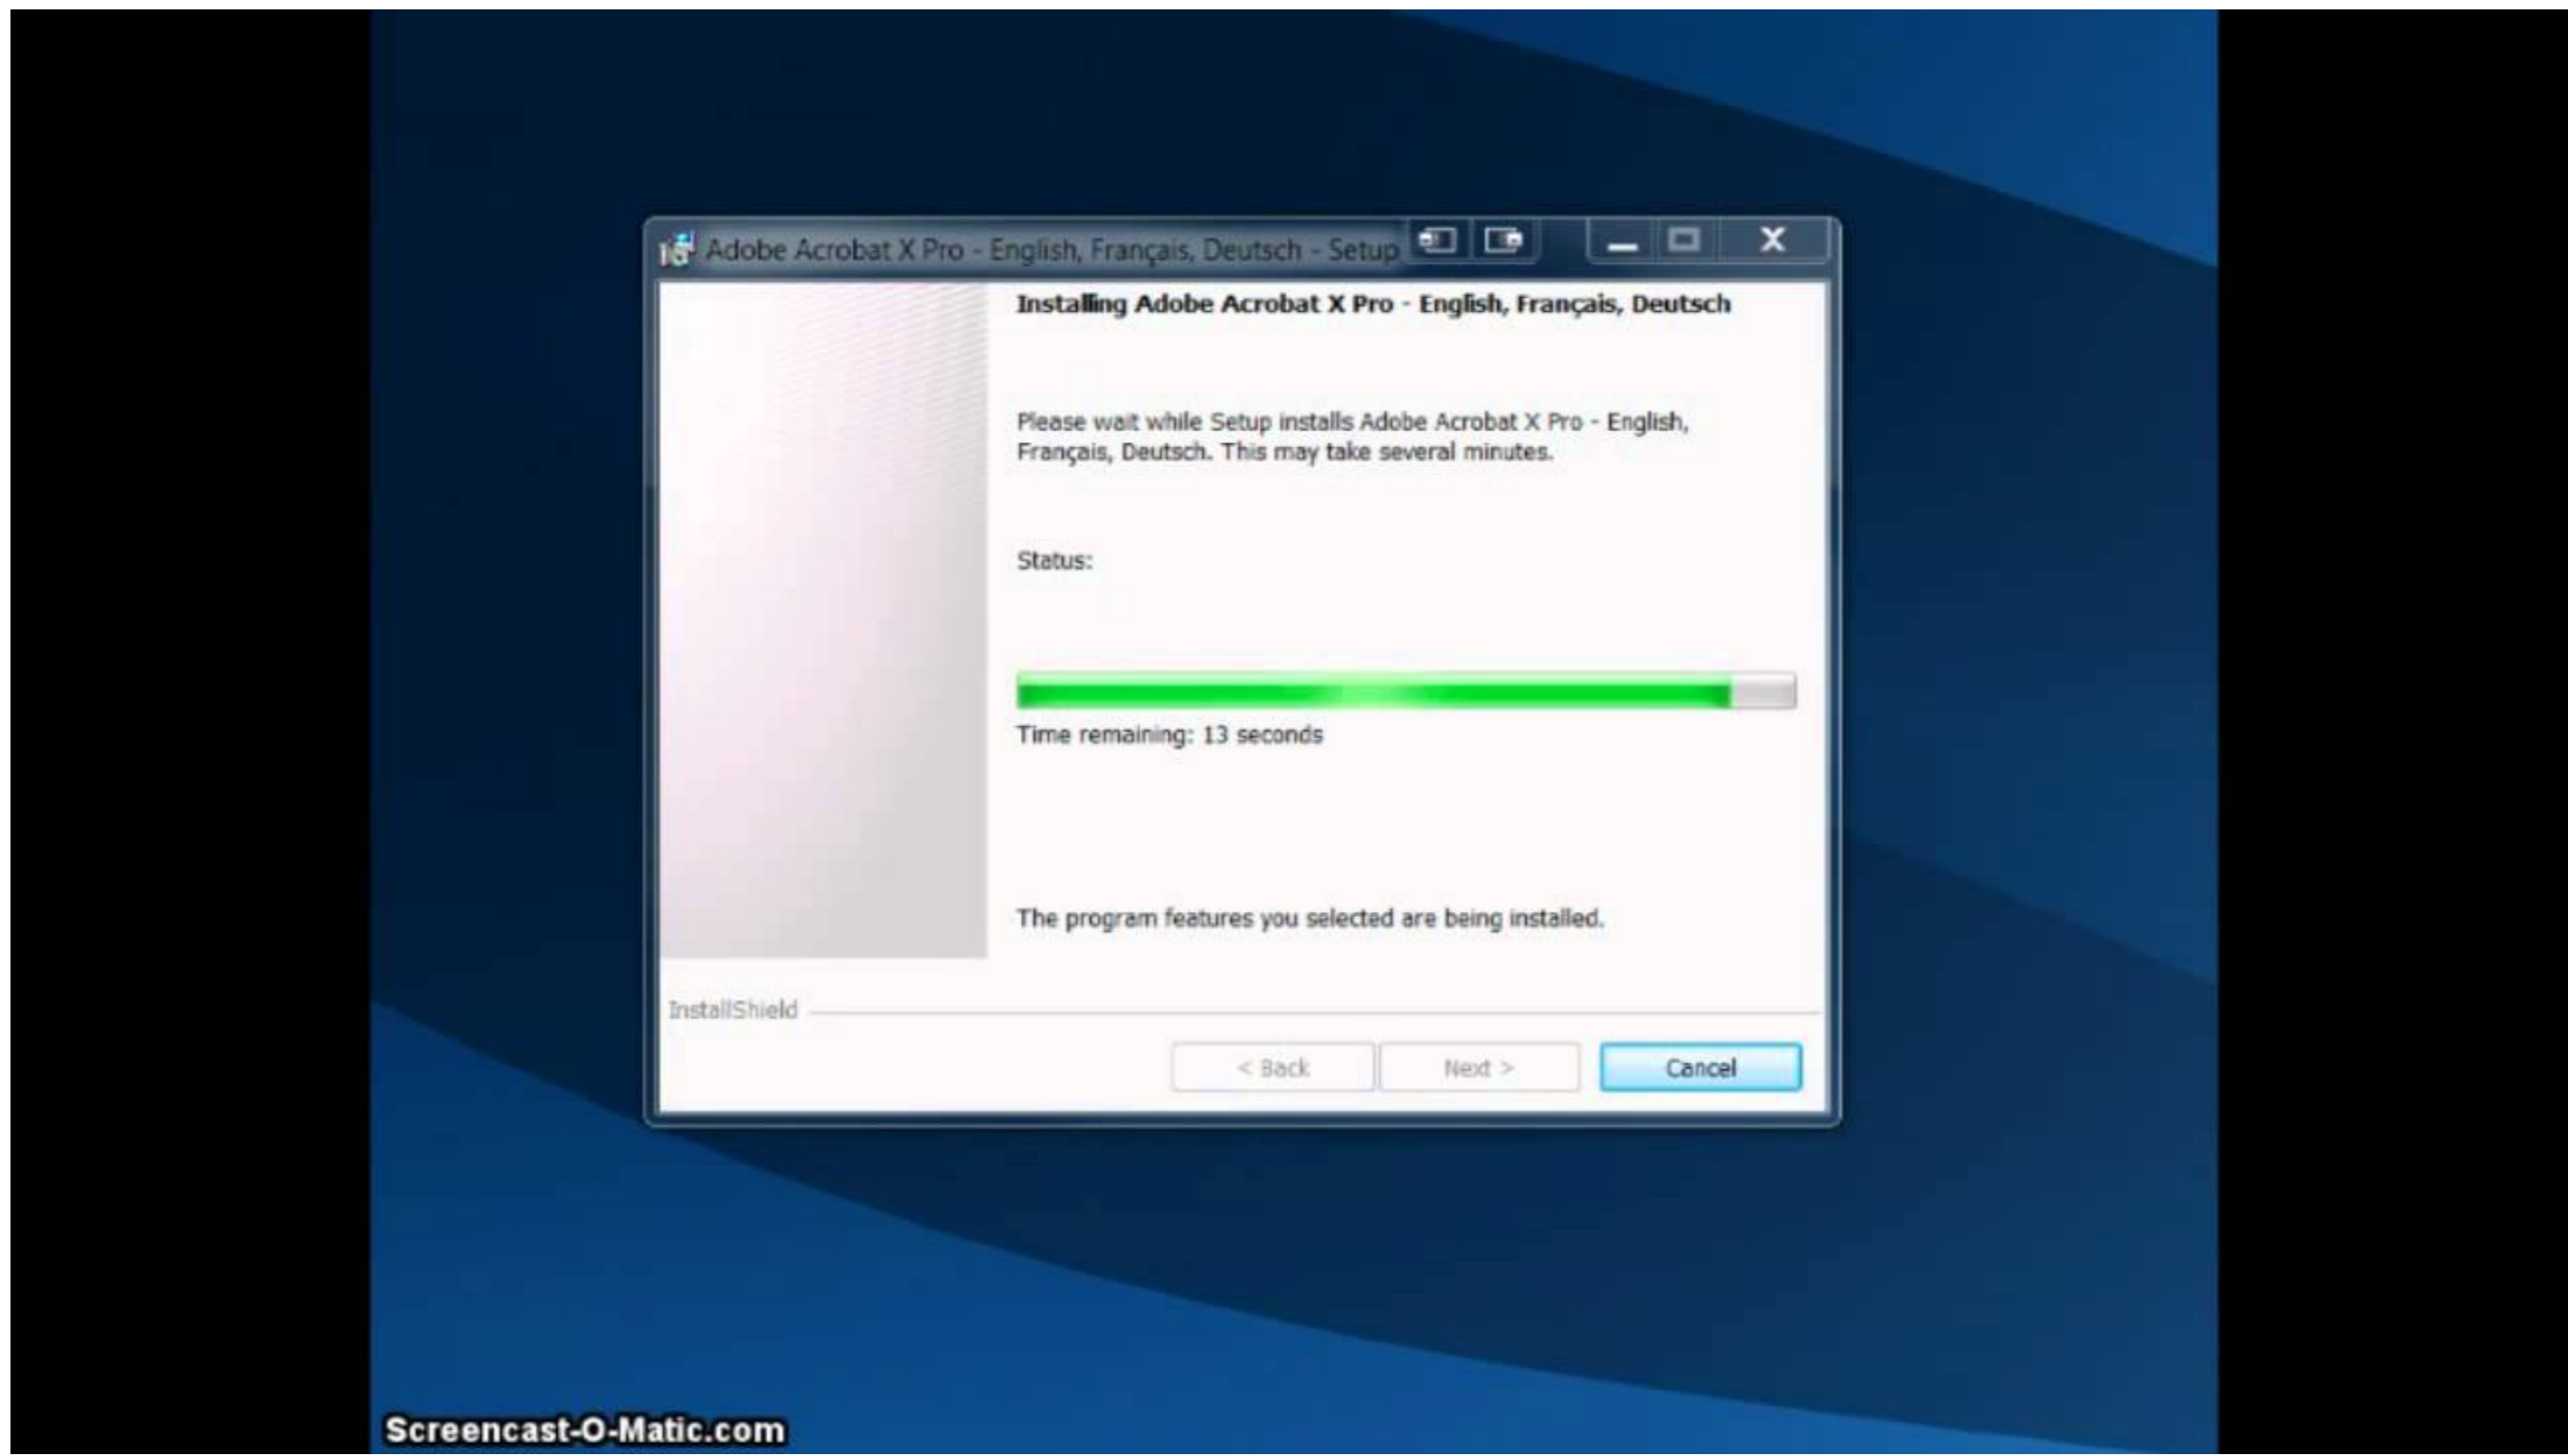 Adobe Acrobat X Pro - English, Français, Deutsch - Setup
Installing Adobe Acrobat X Pro - English, Français, Deutsch
Please wait while Setup installs Adobe Acrobat X Pro - English,
Français, Deutsch. This may take several minutes.
Status:
Time remaining: 13 seconds
The program features you selected are being installed.
InstallShield
< Back
Next >
Cancel
Screencast-O-Matic.com